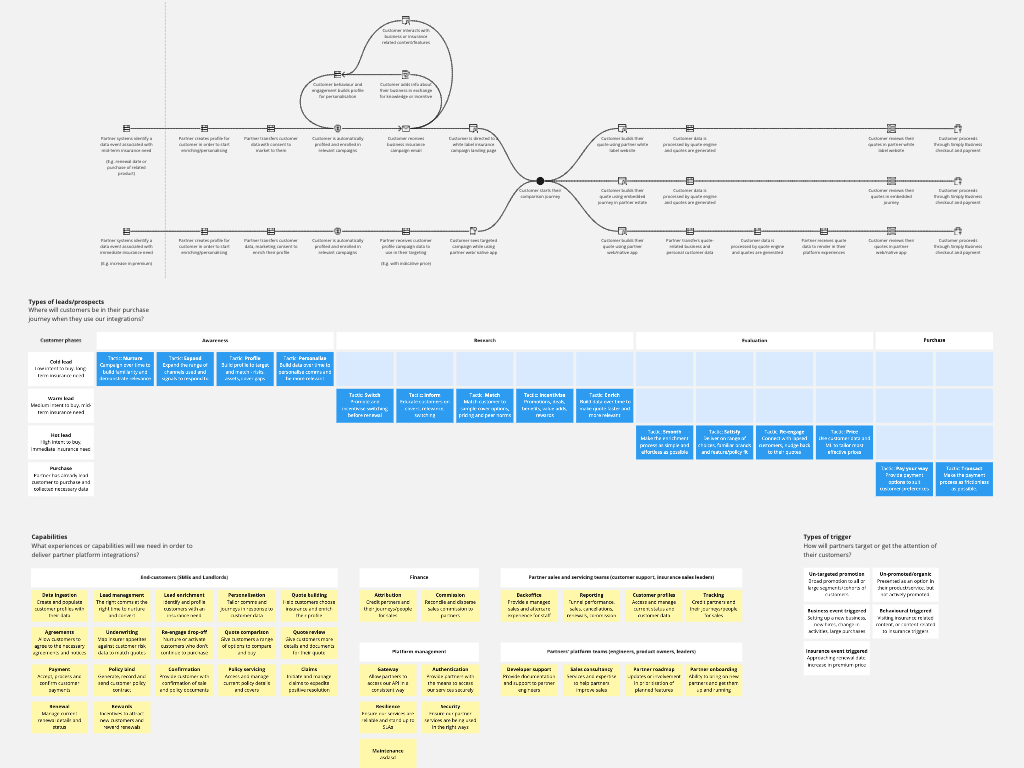 Customer interacts with
business or insurance
related content/features
Customer behaviour and
engagement builds profile
for personalisation
Customer adds info about
their business in exchange
for knowledge or incentive
Partner systems identify a
data event associated with
mid-term insurance need
(E.g. renewal date or
purchase of related
product)
Partner creates profile for
customer in order to start
enriching/personalising
Partner transfers customer
data with consent to
market to them
Customer is automatically
profiled and enrolled in
relevant campaigns
Customer receives
business insurance
campaign email
Customer is directed to
white label insurance
campaign landing page
Customer builds their
quote using partner white
label website
Customer data is
processed by quote engine
and quotes are generated
Customer reviews their
quotes in partner white
label website
Customer proceeds
through Simply Business
checkout and payment
Customer starts their
comparison journey
Customer builds their
quote using embedded
journey in partner estate
Customer data is
processed by quote engine
and quotes are generated
Customer reviews their
quotes in embedded
journey
Customer proceeds
through Simply Business
checkout and payment
Partner systems identify a
data event associated with
immediate insurance need
(E.g. increase in premium)
Partner creates profile for
customer in order to start
enriching/personalising
Partner transfers customer
data, marketing consent to
enrich their profile
Customer is automatically
profiled and enrolled in
relevant campaigns
Partner receives customer
profile campaign data to
use in their targeting
(E.g. with indicative price)
Customer sees targeted
campaign while using
partner web/ native app
Customer builds their
quote using partner
web/native app
Partner transfers quote-
related business and
personal customer data
Customer data is
processed by quote engine
and quotes are generated
Partner receives quote
data to render in their
platform experiences
Customer reviews their
quotes in partner
web/native app
Customer proceeds
through Simply Business
checkout and payment
Types of leads/prospects
Where will customers be in their purchase
journey when they use our integrations?
Customer phases
Awareness
Research
Evaluation
Purchase
Cold lead
Low intent to buy, long-
term insurance need
Tactic: Nurture
Campaign over time to
build familiarity and
demonstrate relevance
Tactic: Expand
Expand the range of
channels used and
signals to respond to
Tactic: Profile
Build profile to target
and match - risks,
assets, cover gaps
Tactic: Personalise
Build data over time to
personalise comms and
be more relevant
Warm lead
Medium intent to buy, mid-
term insurance need
Tactic: Switch
Promote and
incentivise switching
before renewal
Tactic: Inform
Educate customers on
covers, relevance,
switching
Tactic: Match
Match customer to
sample cover options,
pricing and peer norms
Tactic: Incentivise
Promotions, deals,
benefits, value adds,
rewards
Tactic: Enrich
Build data over time to
make quote faster and
more relevant
Hot lead
High intent to buy,
immediate insurance need
Tactic: Smooth
Make the enrichment
process as simple and
effortless as possible
Tactic: Satisfy
Deliver on range of
choices, familiar brands
and feature/policy fit
Tactic: Re-engage
Connect with lapsed
customers, nudge back
to their quotes
Tactic: Price
Use customer data and
ML to tailor most
effective prices
Purchase
Partner has already lead
customer to purchase and
collected necessary data
Tactic: Pay your way
Provide payment
options to suit
customer preferences
Tactic: Transact
Make the payment
process as frictionless
as possible.
Capabilities
What experiences or capabilities will we need in order to
deliver partner platform integrations?
End-customers (SMEs and Landlords)
Data ingestion
Create and populate
customer profiles with
their data
Lead management
The right comms at the
right time to nurture
and convert
Lead enrichment
Identify and profile
customers with an
insurance need
Personalisation
Tailor comms and
journeys in response to
customer data
Quote building
Help customers choose
insurance and enrich
their profile
Agreements
Allow customers to
agree to the necessary
agreements and notices
Underwriting
Map insurer appetites
against customer risk
data to match quotes
Re-engage drop-off
Nurture or activate
customers who don't
continue to purchase
Quote comparison
Give customers a range
of options to compare
and buy
Quote review
Give customers more
details and documents
for their quote
Payment
Accept, process and
confirm customer
payments
Policy bind
Generate, record and
send customer policy
contract
Confirmation
Provide customer with
confirmation of sale
and policy documents
Policy servicing
Access and manage
current policy details
and covers
Claims
Initiate and manage
claims to expedite
positive resolution
Renewal
Manage current
renewal details and
status
Rewards
Incentives to attract
new customers and
reward renewals
Finance
Attribution
Credit partners and
their journeys/people
for sales
Commission
Reconcile and disperse
sales commission to
partners
Platform management
Gateway
Allow partners to
access our API in a
consistent way
Authentication
Provide partners with
the means to access
our services securely
Resilience
Ensure our services are
reliable and stand up to
SLAs
Security
Ensure our partner
services are being used
in the right ways
Maintenance
asdasd
Partner sales and servicing teams (customer support, insurance sales leaders)
Backoffice
Provide a managed
sales and aftercare
experience for sales
Reporting
Funnel performance,
sales, cancellations,
renewals, commission
Customer profiles
Access and manage
current status and
customer data
Tracking
Credit partners and
their journeys/people
for sales
Partners' platform teams (engineers, product owners, leaders)
Developer support
Provide documentation
and support to partner
engineers
Sales consultancy
Services and expertise
to help partners
improve sales
Partner roadmap
Updates or involvement
in prioritisation of
planned features
Partner onboarding
Ability to bring on new
partners and get them
up and running
Types of trigger
How will partners target or get the attention of
their customers?
Un-targeted promotion
Broad promotion to all or
large segments/cohorts of
customers
Un-promoted/organic
Presented as an option in
their product/service, but
not actively promoted
Business event triggered
Setting up a new business,
new hires, change in
activities, large purchases
Behavioural triggered
Visiting insurance related
content, or content related
to insurance triggers
Insurance event triggered
Approaching renewal date,
increase in premium price